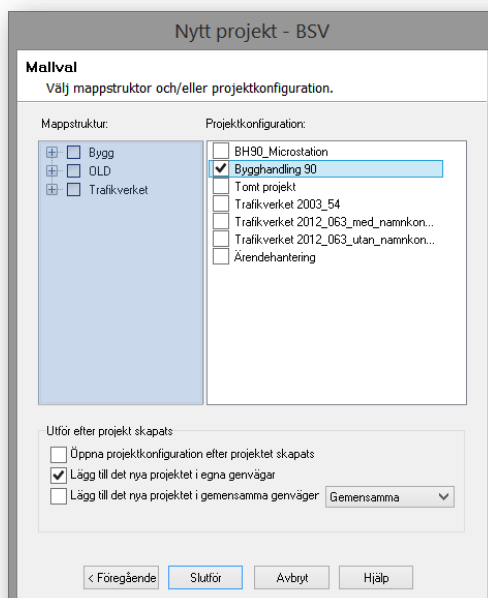 Nytt projekt - BSV
Mallval
Välj mappstruktor och/eller projektkonfiguration.
Mappstruktur:
Bygg
OLD
Trafikverket
Projektkonfiguration:
BH90_Microstation
Bygghandling 90
Tomt projekt
Trafikverket 2003_54
Trafikverket 2012_063_med_namnkon...
Trafikverket 2012_063_utan_namnkon...
Ärendehantering
Utför efter projekt skapats
Öppna projektkonfiguration efter projektet skapats
Lägg till det nya projektet i egna genvägar
Lägg till det nya projektet i gemensamma genväger
Gemensamma
< Föregående
Slutför
Avbryt
Hjälp